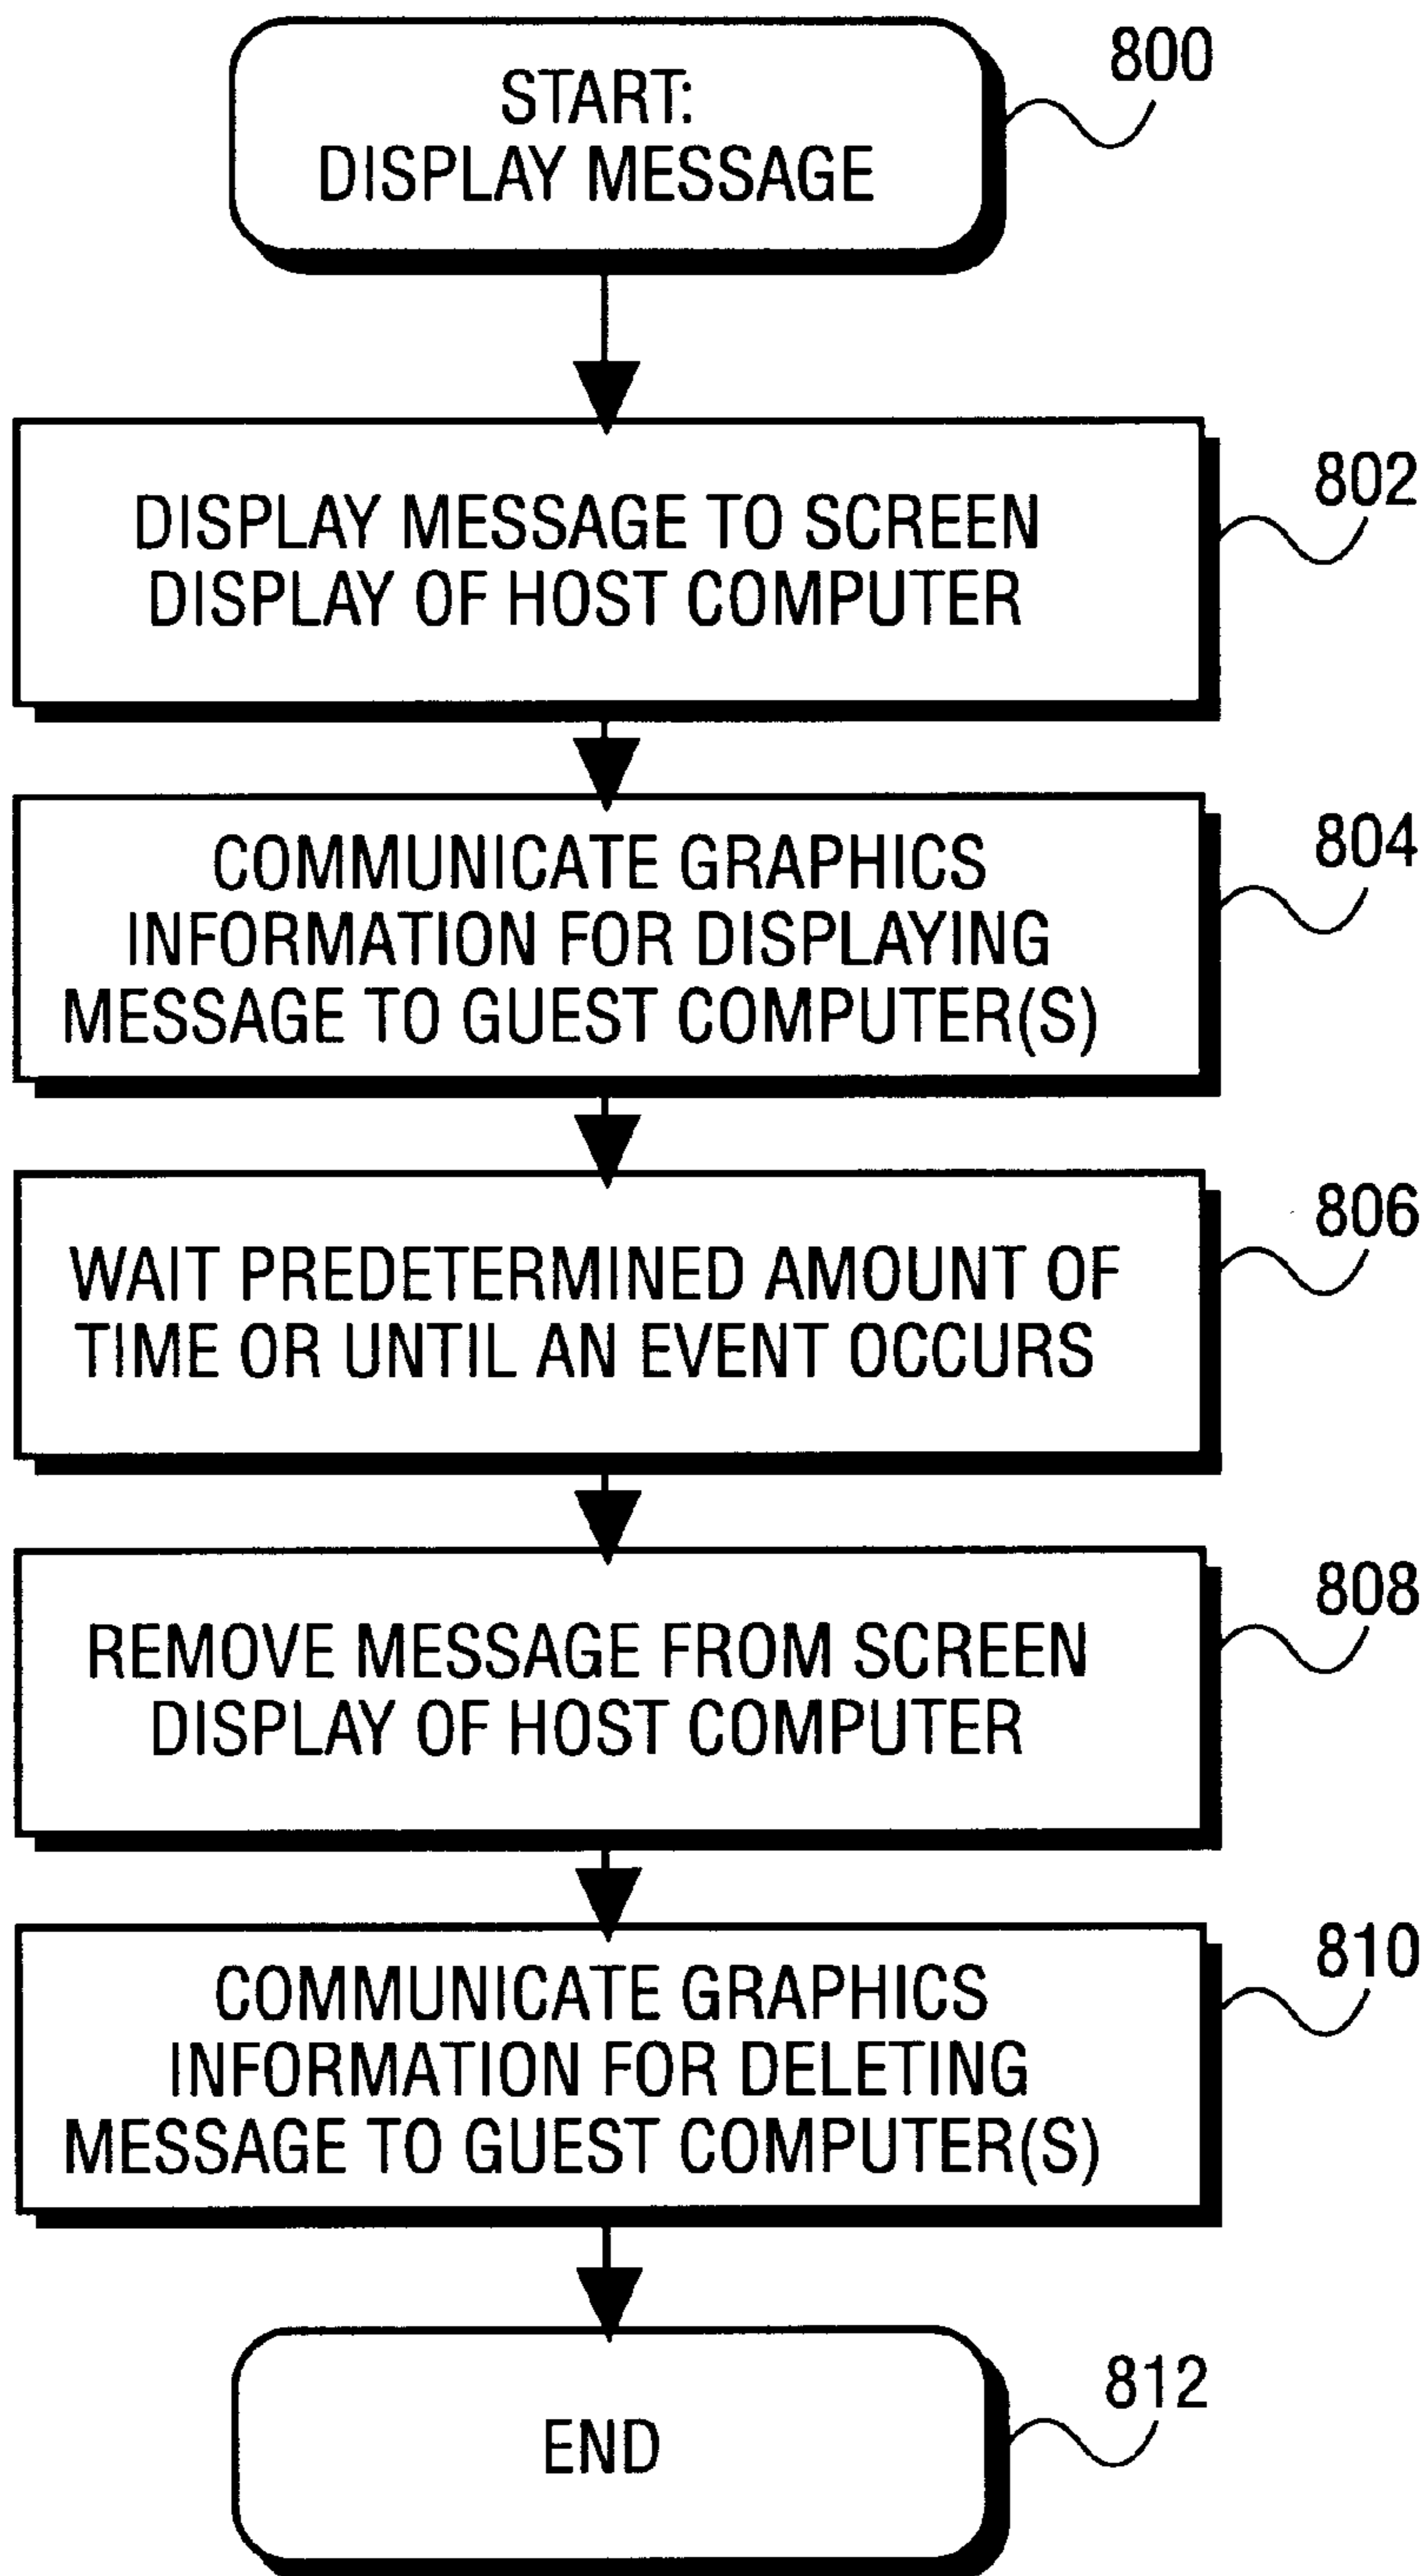 START:
DISPLAY MESSAGE
800
DISPLAY MESSAGE TO SCREEN
DISPLAY OF HOST COMPUTER
802
COMMUNICATE GRAPHICS
INFORMATION FOR DISPLAYING
MESSAGE TO GUEST COMPUTER(S)
804
WAIT PREDETERMINED AMOUNT OF
TIME OR UNTIL AN EVENT OCCURS
806
REMOVE MESSAGE FROM SCREEN
DISPLAY OF HOST COMPUTER
808
COMMUNICATE GRAPHICS
INFORMATION FOR DELETING
MESSAGE TO GUEST COMPUTER(S)
810
END
812